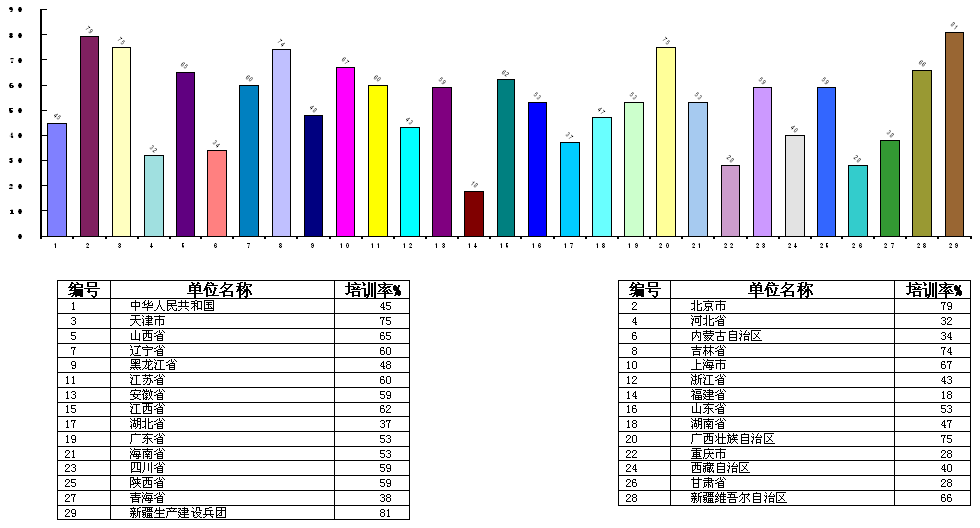 90
80
70
60
50
40
30
20
10
0
45 79 75 32 65 34 60 74 48 67 60 43 59 18 62 53 37 47 53 75 53 28 59 40 59 28 38 66 81
1 2 3 4 5 6 7 8 9 10 11 12 13 14 15 16 17 18 19 20 21 22 23 24 25 26 27 28 29
编号 单位名称 培训率%
1 中华人民共和国 45
3 天津市 75
5 山西省 65
7 辽宁省 60
9 黑龙江省 48
11 江苏省 60
13 安徽省 59
15 江西省 62
17 湖北省 37
19 广东省 53
21 海南省 53
23 四川省 59
25 陕西省 59
27 青海省 38
29 新疆生产建设兵团 81
编号 单位名称 培训率%
2 北京市 79
4 河北省 32
6 内蒙古自治区 34
8 吉林省 74
10 上海市 67
12 浙江省 43
14 福建省 18
16 山东省 53
18 湖南省 47
20 广西壮族自治区 75
22 重庆市 28
24 西藏自治区 40
26 甘肃省 28
28 新疆维吾尔自治区 66